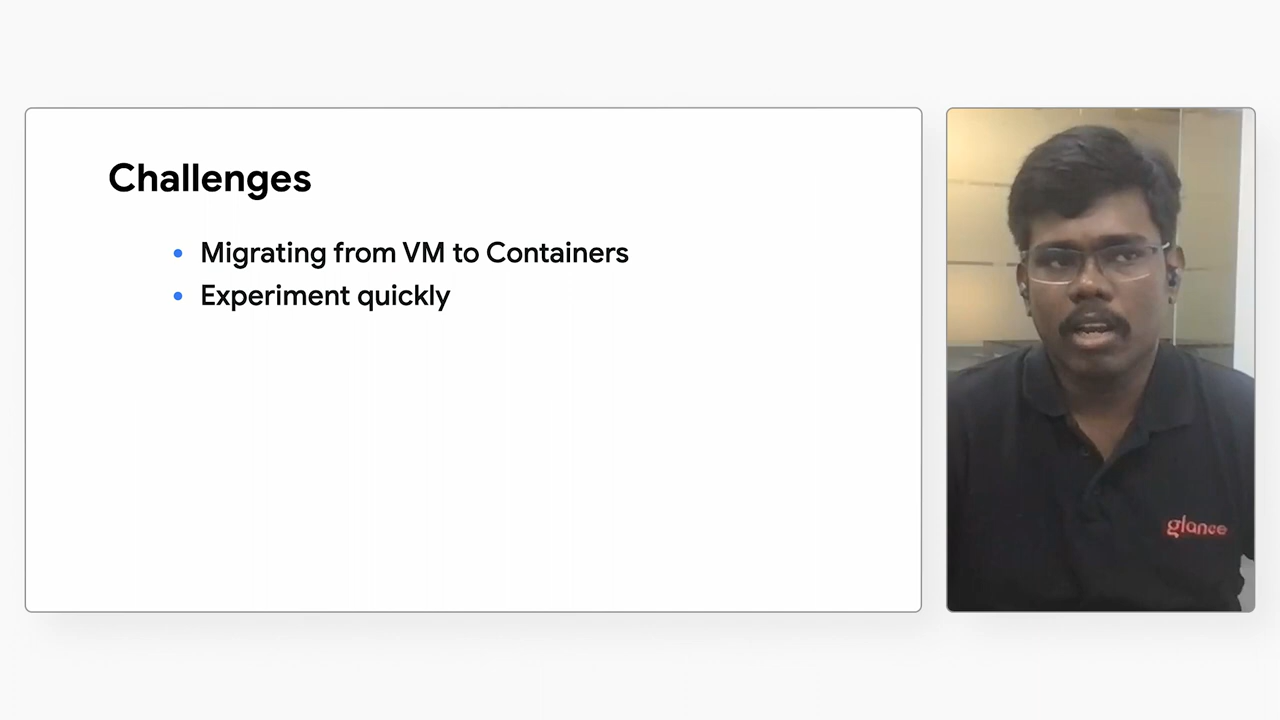 Challenges
Migrating from VM to Containers
Experiment quickly
glance